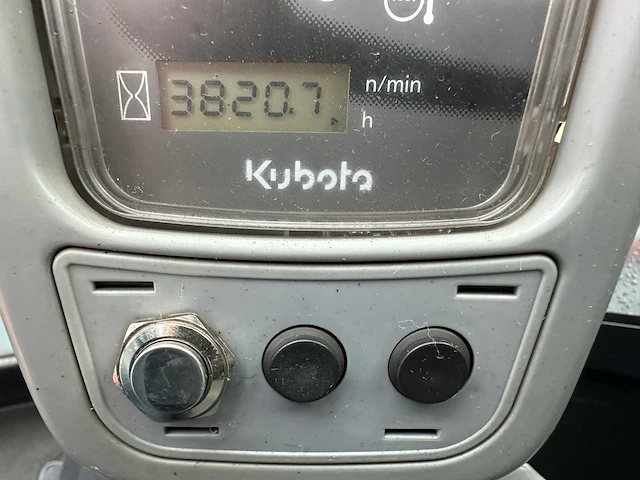 n/min
3820.7
h
Kubota